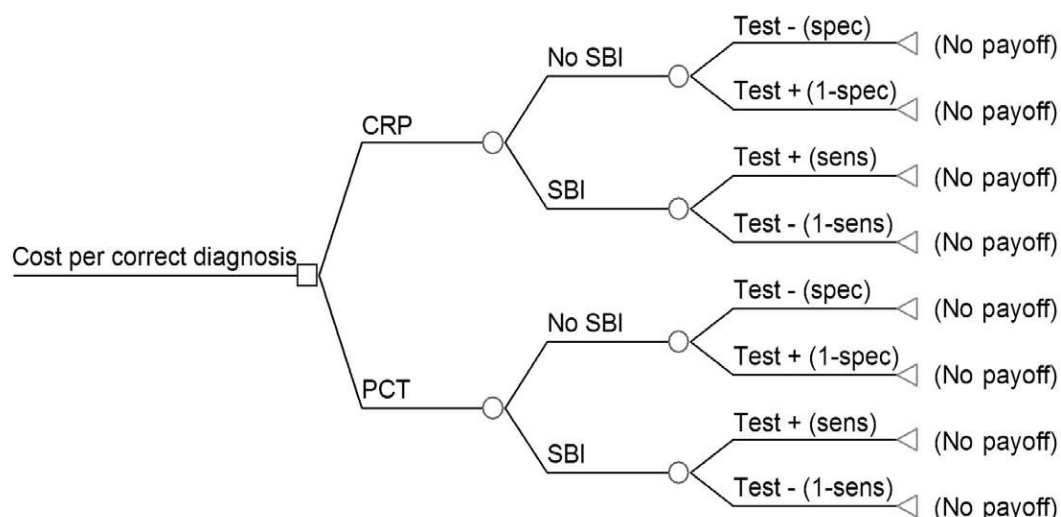 Cost per correct diagnosis
CRP
No SBI
Test - (spec) (No payoff)
Test + (1-spec) (No payoff)
SBI
Test + (sens) (No payoff)
Test - (1-sens) (No payoff)
PCT
No SBI
Test - (spec) (No payoff)
Test + (1-spec) (No payoff)
SBI
Test + (sens) (No payoff)
Test - (1-sens) (No payoff)